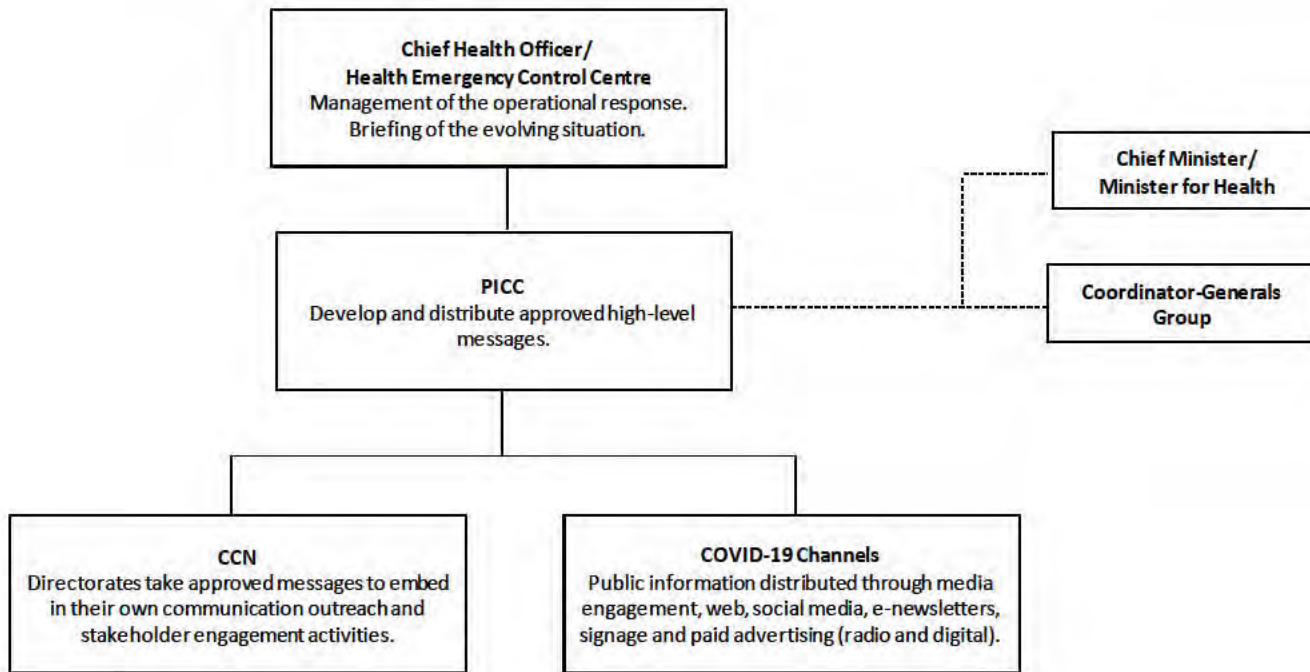 Chief Health Officer/
Health Emergency Control Centre
Management of the operational response.
Briefing of the evolving situation.
Chief Minister/
Minister for Health
PICC
Develop and distribute approved high-level
messages.
Coordinator-Generals
Group
CCN
Directorates take approved messages to embed
in their own communication outreach and
stakeholder engagement activities.
COVID-19 Channels
Public information distributed through media
engagement, web, social media, e-newsletters,
signage and paid advertising (radio and digital).